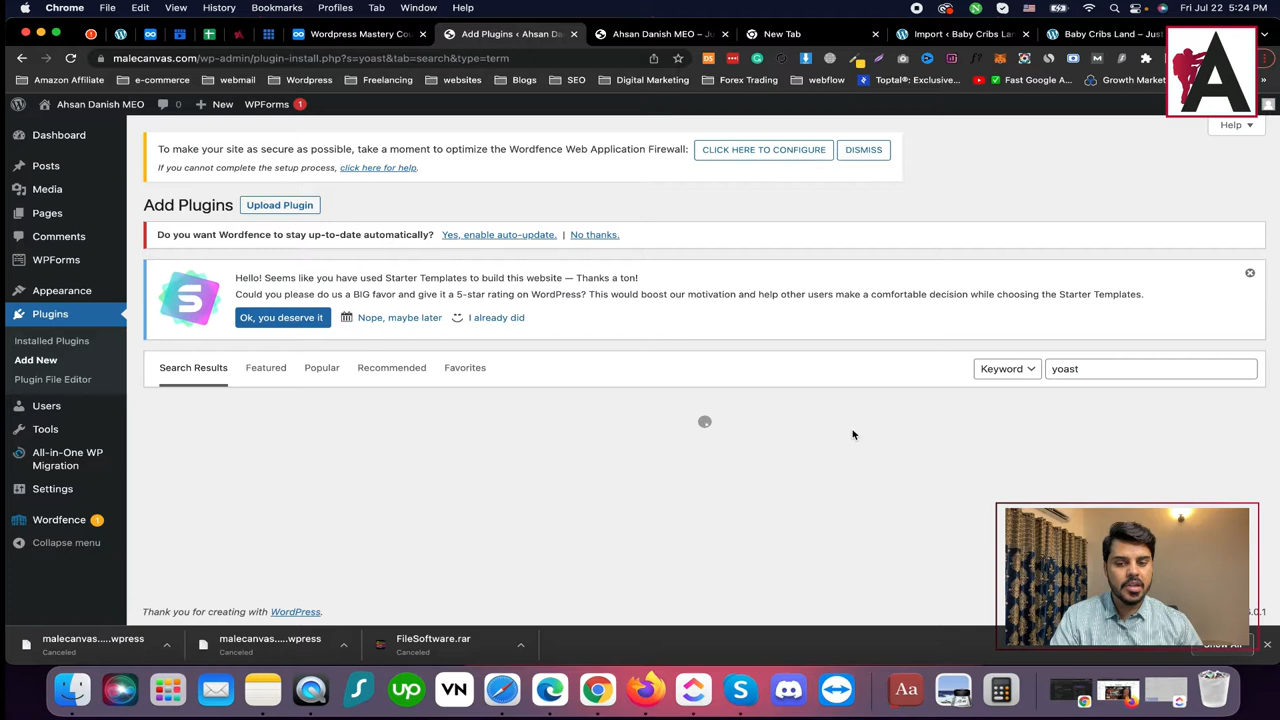 Chrome File Edit View History Bookmarks Profiles Tab Window Help Fri Jul 22 5:24 PM
Wordpress Mastery Cou Add Plugins ‹ Ahsan Da Ahsan Danish MEO – Ju New Tab Import ‹ Baby Cribs Lan Baby Cribs Land – Just
malecanvas.com/wp-admin/plugin-install.php?s=yoast&tab=search&type=term
Amazon Affiliate e-commerce webmail Wordpress Freelancing websites Blogs SEO Digital Marketing Forex Trading webflow Toptal®: Exclusive... Fast Google A... Growth Market
A
Ahsan Danish MEO 0 New WPForms 1
Help
Dashboard
Posts
Media
Pages
Comments
WPForms
Appearance
Plugins
Installed Plugins
Add New
Plugin File Editor
Users
Tools
All-in-One WP
Migration
Settings
Wordfence 1
Collapse menu
To make your site as secure as possible, take a moment to optimize the Wordfence Web Application Firewall: CLICK HERE TO CONFIGURE DISMISS
If you cannot complete the setup process, click here for help.
Add Plugins Upload Plugin
Do you want Wordfence to stay up-to-date automatically? Yes, enable auto-update. | No thanks.
S
Hello! Seems like you have used Starter Templates to build this website — Thanks a ton!
Could you please do us a BIG favor and give it a 5-star rating on WordPress? This would boost our motivation and help other users make a comfortable decision while choosing the Starter Templates.
Ok, you deserve it Nope, maybe later I already did
Search Results Featured Popular Recommended Favorites Keyword yoast
Thank you for creating with WordPress.
malecanvas.....wpress malecanvas.....wpress FileSoftware.rar
Canceled Canceled Canceled
up VN Aa